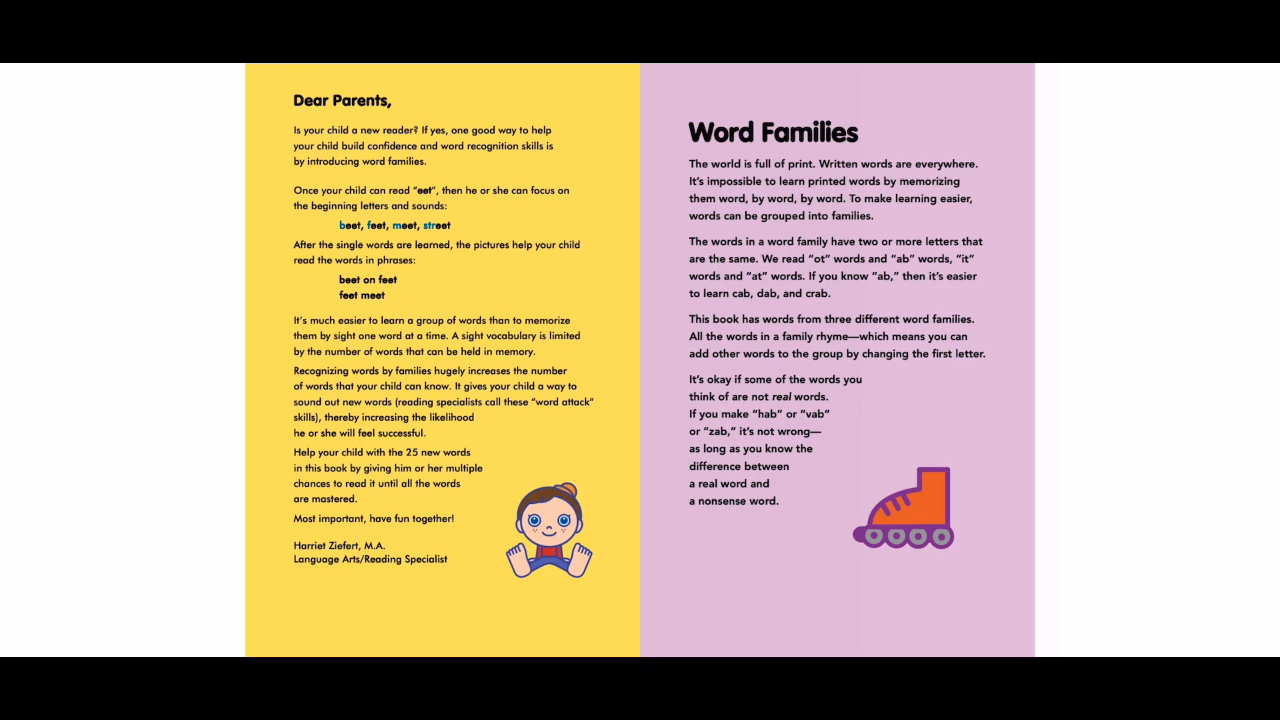 Dear Parents,
Is your child a new reader? If yes, one good way to help
your child build confidence and word recognition skills is
by introducing word families.
Once your child can read "eet", then he or she can focus on
the beginning letters and sounds:
beet, feet, meet, street
After the single words are learned, the pictures help your child
read the words in phrases:
beet on feet
feet meet
It's much easier to learn a group of words than to memorize
them by sight one word at a time. A sight vocabulary is limited
by the number of words that can be held in memory.
Recognizing words by families hugely increases the number
of words that your child can know. It gives your child a way to
sound out new words (reading specialists call these "word attack"
skills), thereby increasing the likelihood
he or she will feel successful.
Help your child with the 25 new words
in this book by giving him or her multiple
chances to read it until all the words
are mastered.
Most important, have fun together!
Harriet Ziefert, M.A.
Language Arts/Reading Specialist
Word Families
The world is full of print. Written words are everywhere.
It's impossible to learn printed words by memorizing
them word, by word, by word. To make learning easier,
words can be grouped into families.
The words in a word family have two or more letters that
are the same. We read "ot" words and "ab" words, "it"
words and "at" words. If you know "ab," then it's easier
to learn cab, dab, and crab.
This book has words from three different word families.
All the words in a family rhyme—which means you can
add other words to the group by changing the first letter.
It's okay if some of the words you
think of are not real words.
If you make "hab" or "vab"
or "zab," it's not wrong—
as long as you know the
difference between
a real word and
a nonsense word.